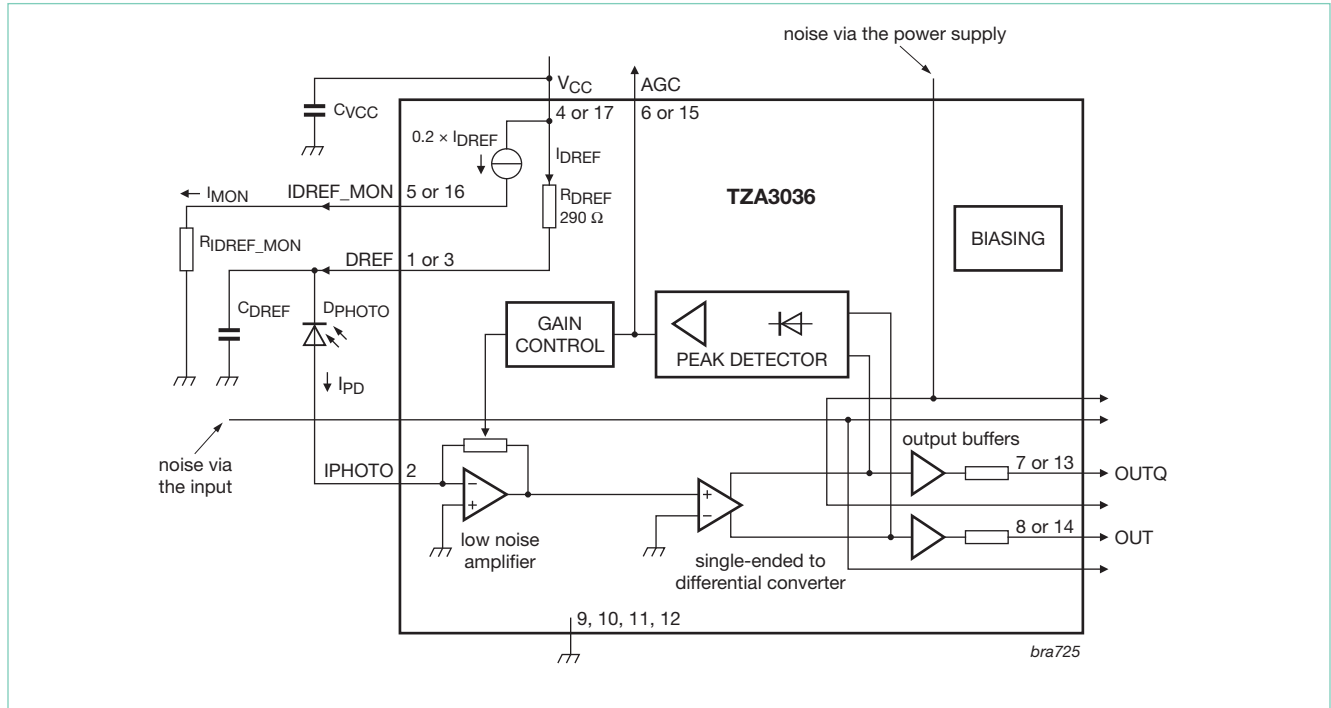 noise via the power supply
VCC
AGC
CVCC
4 or 17
6 or 15
0.2 × IDREF
IDREF
IMON
IDREF_MON
5 or 16
RDREF
290 Ω
TZA3036
RIDREF_MON
BIASING
DREF
1 or 3
CDREF
DPHOTO
GAIN
CONTROL
PEAK DETECTOR
IPD
noise via
the input
output buffers
IPHOTO
2
7 or 13
OUTQ
8 or 14
OUT
low noise
amplifier
single-ended to
differential converter
9, 10, 11, 12
bra725